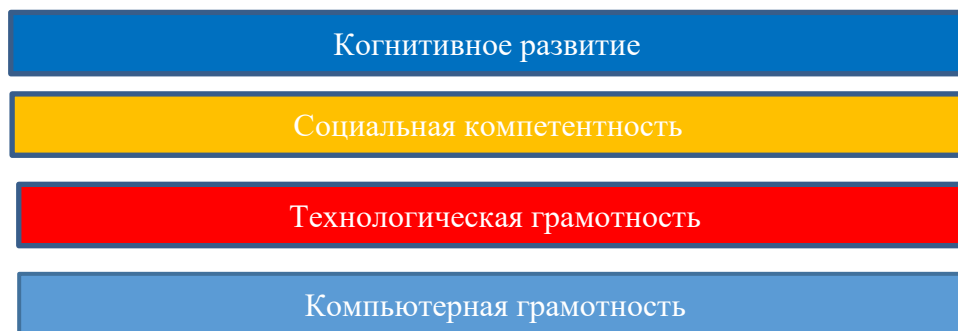 Когнитивное развитие
Социальная компетентность
Технологическая грамотность
Компьютерная грамотность